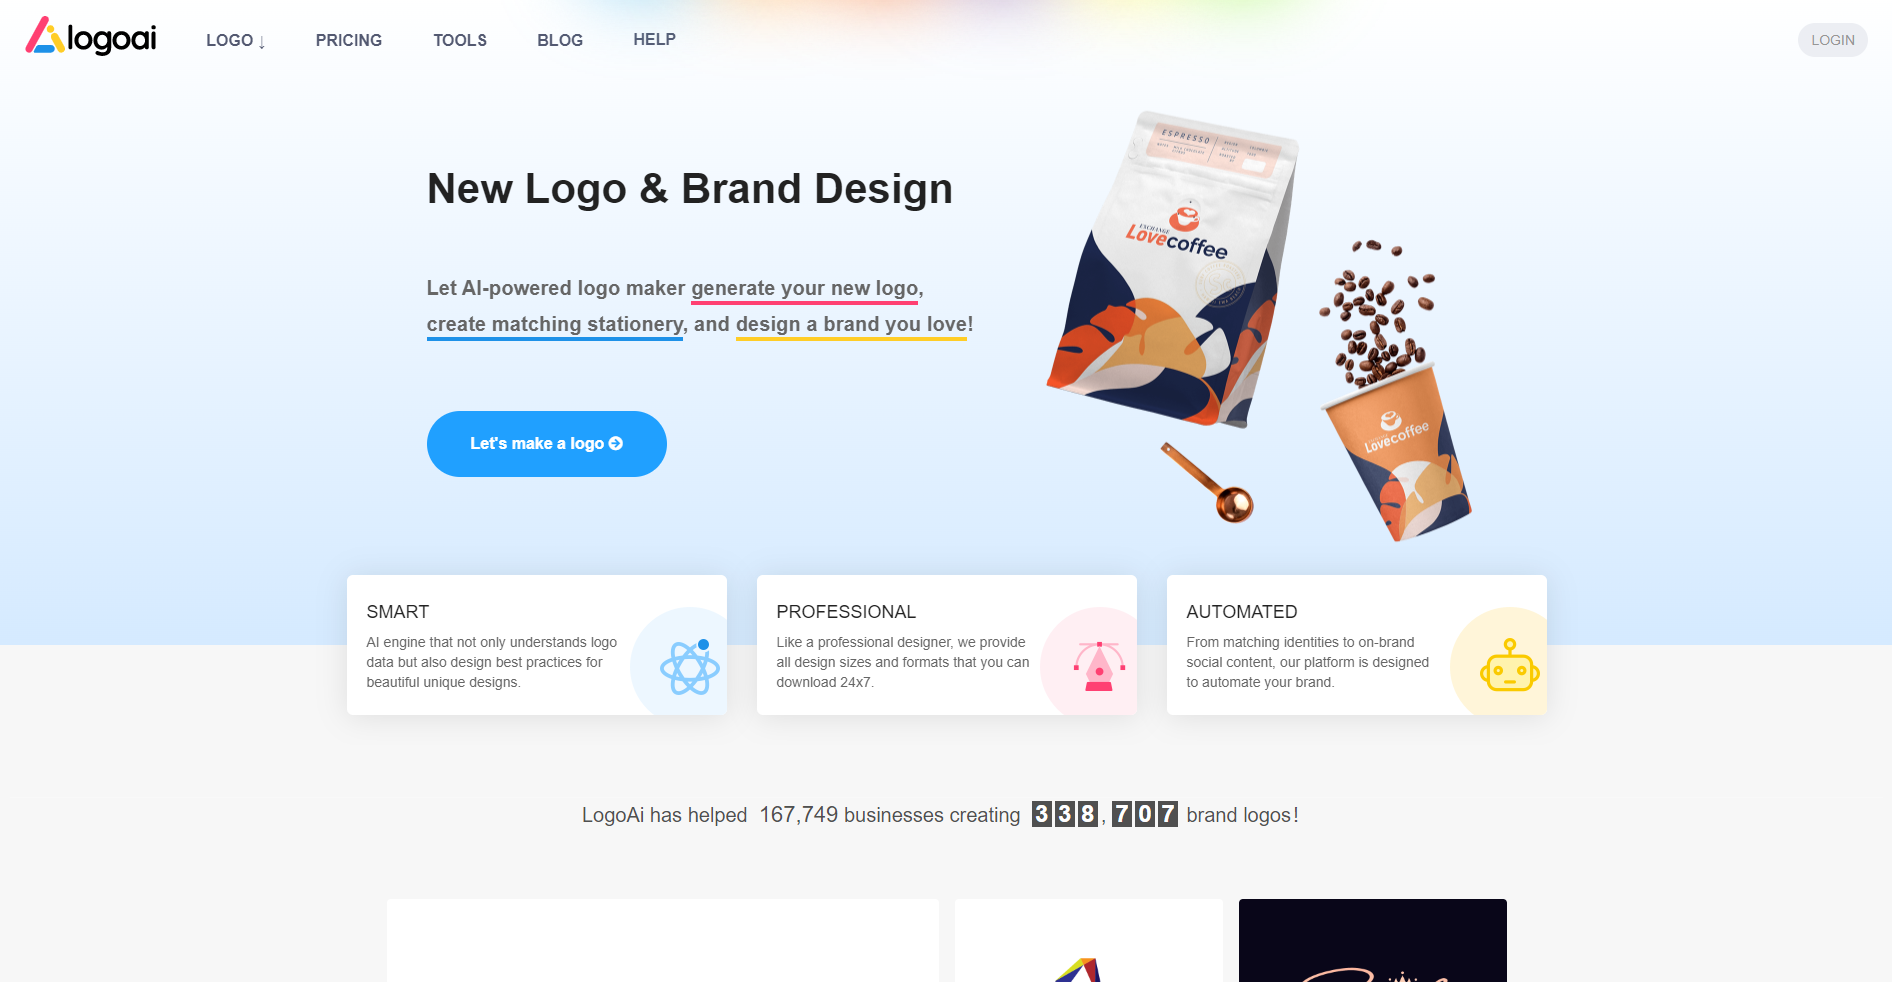 logoai
LOGO ↓
PRICING
TOOLS
BLOG
HELP
LOGIN
New Logo & Brand Design
Let AI-powered logo maker generate your new logo,
create matching stationery, and design a brand you love!
Let's make a logo
ESPRESSO
EXCHANGE
Lovecoffee
Lovecoffee
SMART
AI engine that not only understands logo
data but also design best practices for
beautiful unique designs.
PROFESSIONAL
Like a professional designer, we provide
all design sizes and formats that you can
download 24x7.
AUTOMATED
From matching identities to on-brand
social content, our platform is designed
to automate your brand.
LogoAi has helped 167,749 businesses creating 338,707 brand logos!